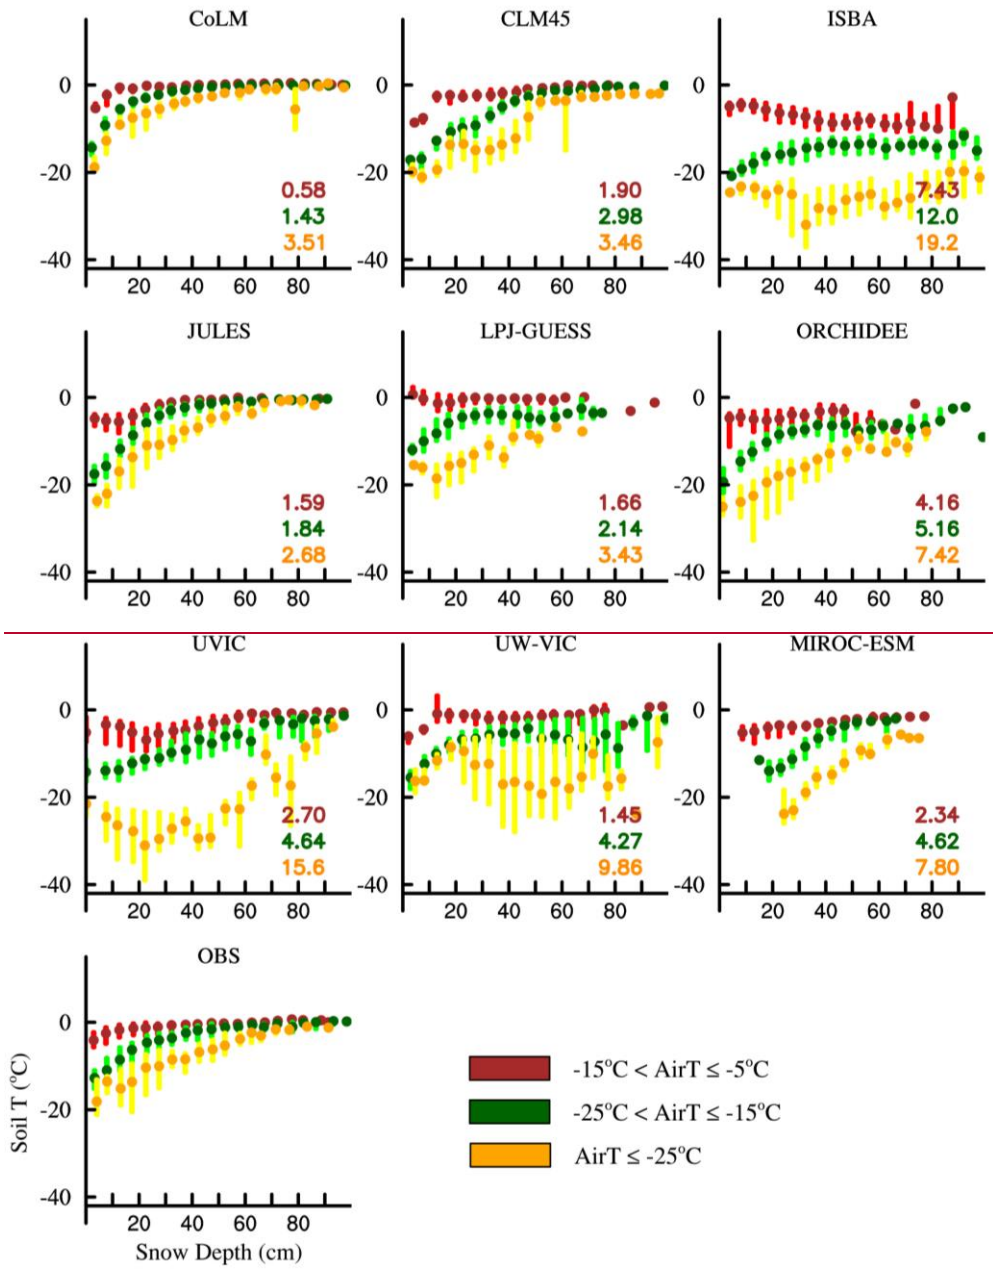 CoLM CLM45 ISBA
0 0 0
-20 -20 -20
0.58 1.90 7.43
1.43 2.98 12.0
3.51 3.46 19.2
-40 -40 -40
20 40 60 80 20 40 60 80 20 40 60 80
JULES LPJ-GUESS ORCHIDEE
0 0 0
-20 -20 -20
1.59 1.66 4.16
1.84 2.14 5.16
2.68 3.43 7.42
-40 -40 -40
20 40 60 80 20 40 60 80 20 40 60 80
UVIC UW-VIC MIROC-ESM
0 0 0
-20 -20 -20
2.70 1.45 2.34
4.64 4.27 4.62
15.6 9.86 7.80
-40 -40 -40
20 40 60 80 20 40 60 80 20 40 60 80
OBS
0
-20
-40
20 40 60 80
Soil T (°C)
Snow Depth (cm)
-15°C < AirT ≤ -5°C
-25°C < AirT ≤ -15°C
AirT ≤ -25°C